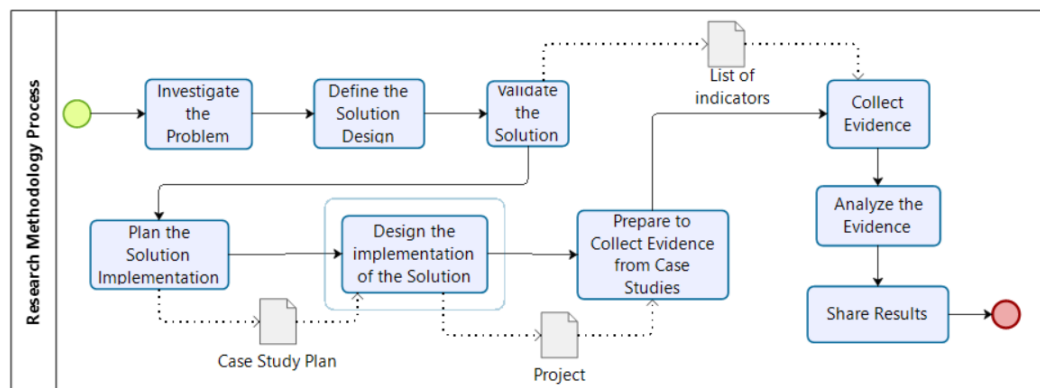 Research Methodology Process
Investigate
the
Problem
Define the
Solution
Design
Validate
the
Solution
List of
indicators
Collect
Evidence
Plan the
Solution
Implementation
Design the
implementation
of the Solution
Prepare to
Collect Evidence
from Case
Studies
Analyze the
Evidence
Case Study Plan
Project
Share Results